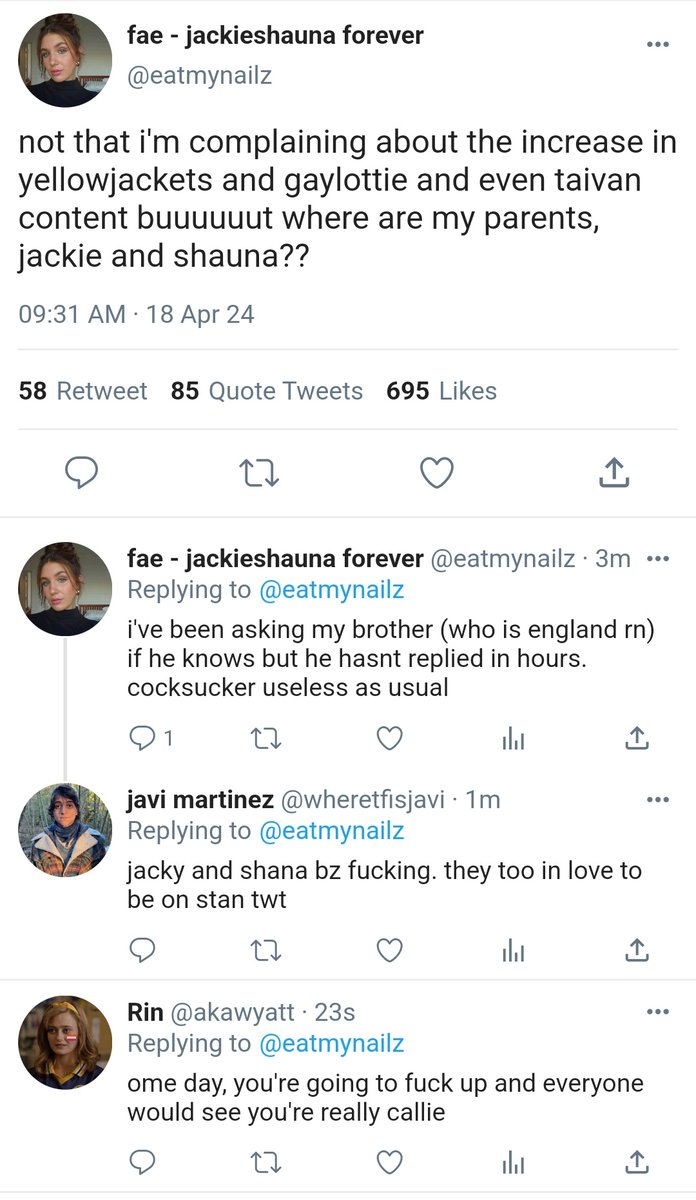 fae - jackieshauna forever
@eatmynailz
not that i'm complaining about the increase in
yellowjackets and gaylottie and even taivan
content buuuuuut where are my parents,
jackie and shauna??
09:31 AM · 18 Apr 24
58 Retweet 85 Quote Tweets 695 Likes
fae - jackieshauna forever @eatmynailz · 3m
Replying to @eatmynailz
i've been asking my brother (who is england rn)
if he knows but he hasnt replied in hours.
cocksucker useless as usual
1
javi martinez @wheretfisjavi · 1m
Replying to @eatmynailz
jacky and shana bz fucking. they too in love to
be on stan twt
Rin @akawyatt · 23s
Replying to @eatmynailz
ome day, you're going to fuck up and everyone
would see you're really callie